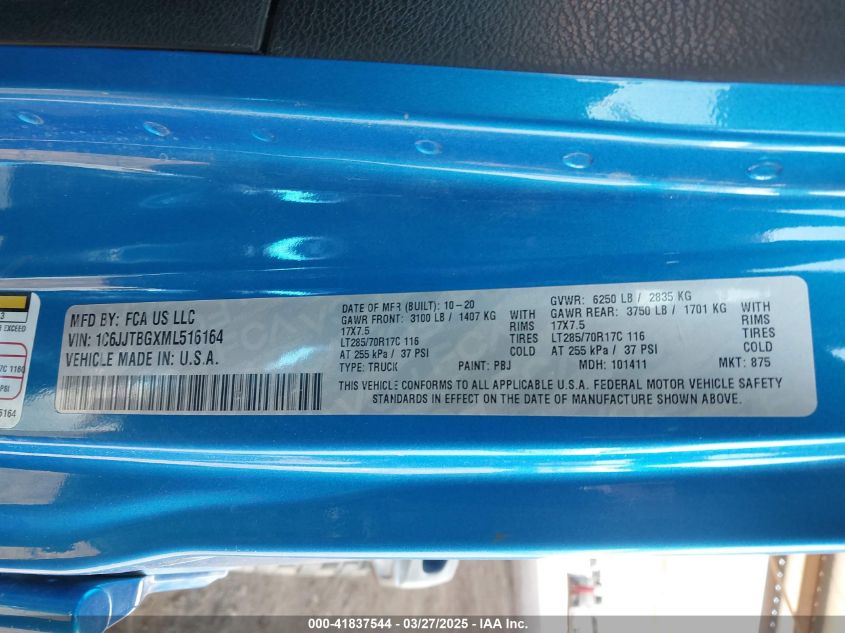 MFD BY: FCA US LLC
VIN: 1C6JJTBGXML516164
VEHICLE MADE IN: U.S.A.
DATE OF MFR (BUILT): 10-20
GAWR FRONT: 3100 LB / 1407 KG WITH
17X7.5 RIMS
LT285/70R17C 116 TIRES
AT 255 kPa / 37 PSI COLD
TYPE: TRUCK PAINT: PBJ
GVWR: 6250 LB / 2835 KG
GAWR REAR: 3750 LB / 1701 KG WITH
17X7.5 RIMS
LT285/70R17C 116 TIRES
AT 255 kPa / 37 PSI COLD
MDH: 101411 MKT: 875
THIS VEHICLE CONFORMS TO ALL APPLICABLE U.S.A. FEDERAL MOTOR VEHICLE SAFETY
STANDARDS IN EFFECT ON THE DATE OF MANUFACTURE SHOWN ABOVE.
3
EXCEED
PSI
000-41837544 - 03/27/2025 - IAA Inc.